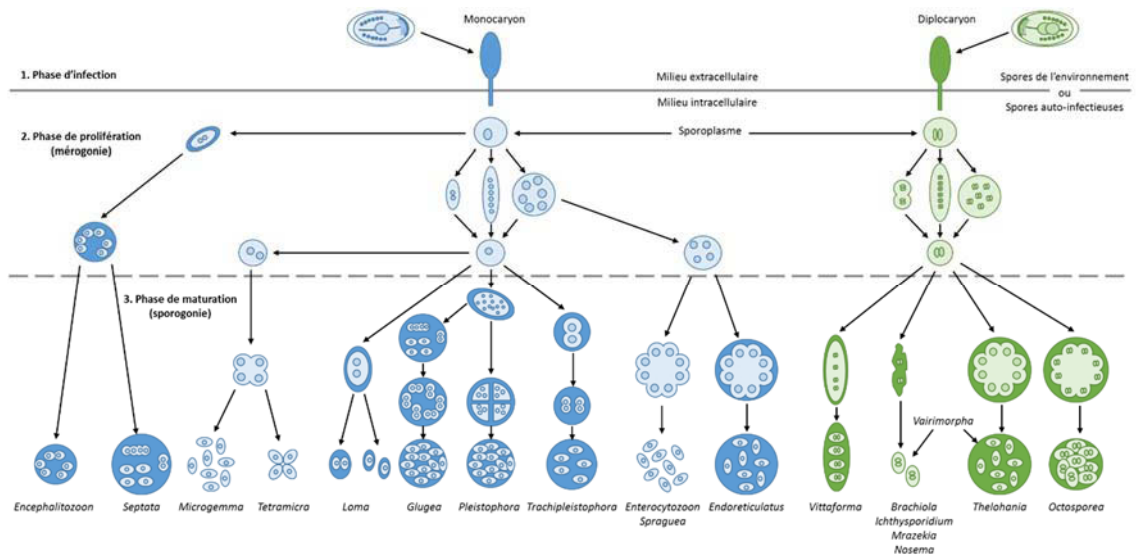 Monocaryon
Diplocaryon
1. Phase d'infection
Milieu extracellulaire
Spores de l'environnement
ou
Spores auto-infectieuses
Milieu intracellulaire
2. Phase de prolifération
(mérogonie)
Sporoplasme
3. Phase de maturation
(sporogonie)
Vairimorpha
Encephalitozoon
Septata
Microgemma
Tetramicra
Loma
Glugea
Pleistophora
Trachipleistophora
Enterocytozoon
Spraguea
Endoreticulatus
Vittaforma
Brachiola
Ichthysporidium
Mrazekia
Nosema
Thelohania
Octosporea